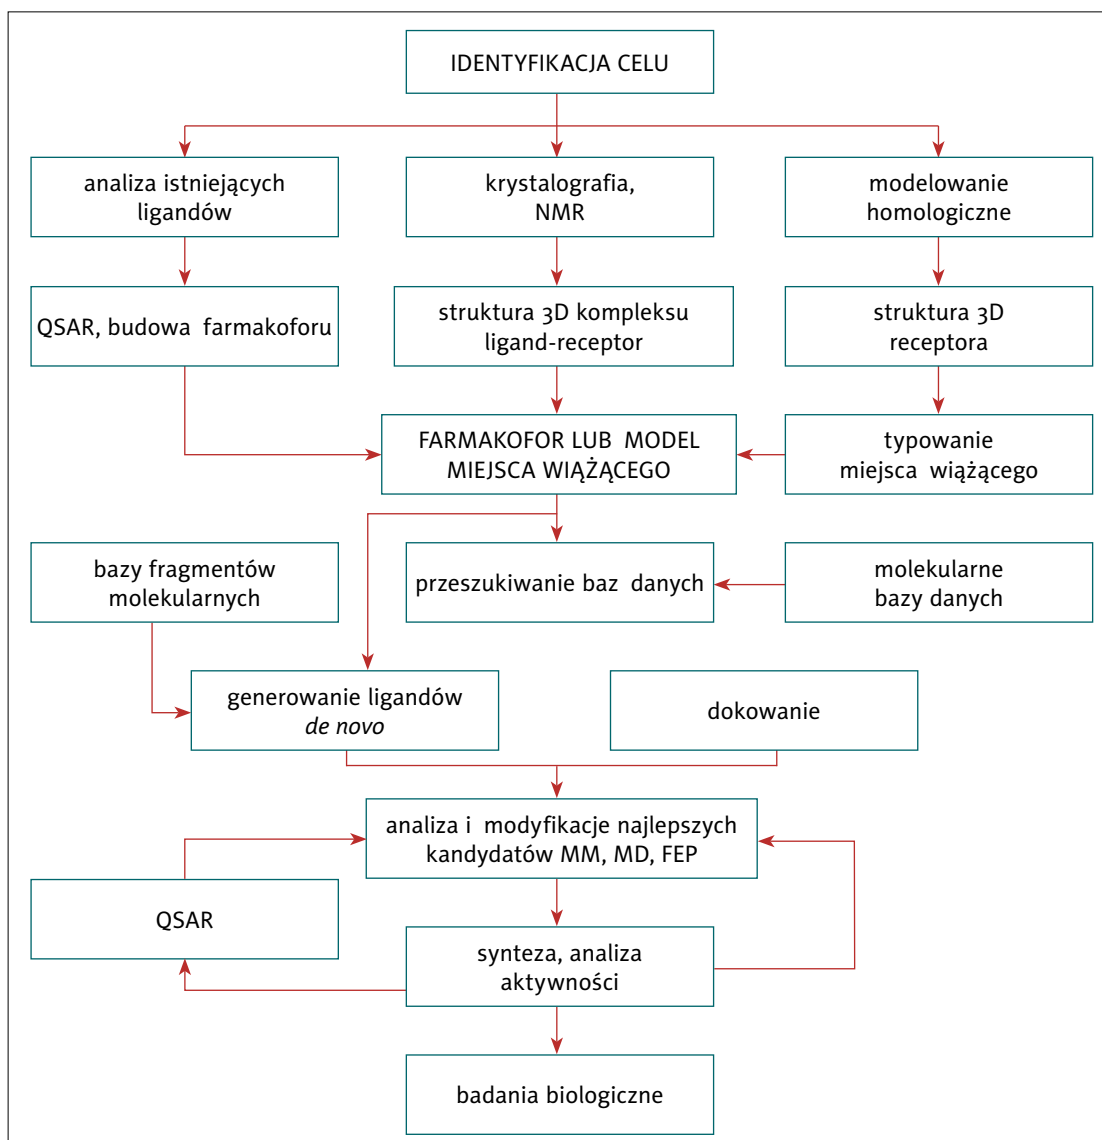 IDENTYFIKACJA CELU
analiza istniejących
ligandów
krystalografia,
NMR
modelowanie
homologiczne
QSAR, budowa farmakoforu
struktura 3D kompleksu
ligand-receptor
struktura 3D
receptora
FARMAKOFOR LUB MODEL
MIEJSCA WIĄŻĄCEGO
typowanie
miejsca wiążącego
bazy fragmentów
molekularnych
przeszukiwanie baz danych
molekularne
bazy danych
generowanie ligandów
de novo
dokowanie
analiza i modyfikacje najlepszych
kandydatów MM, MD, FEP
QSAR
synteza, analiza
aktywności
badania biologiczne